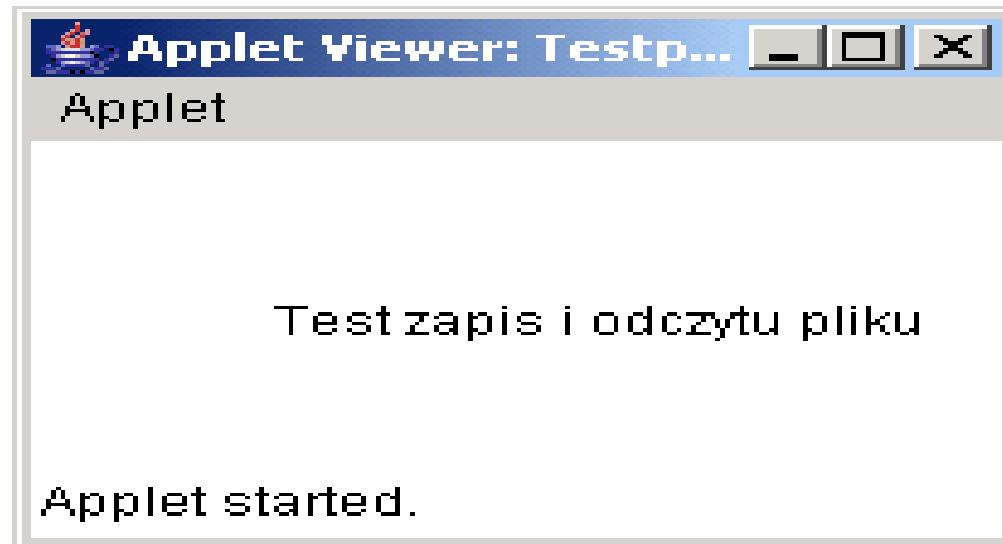 Applet Viewer: Testp...
Applet
Test zapis i odczytu pliku
Applet started.